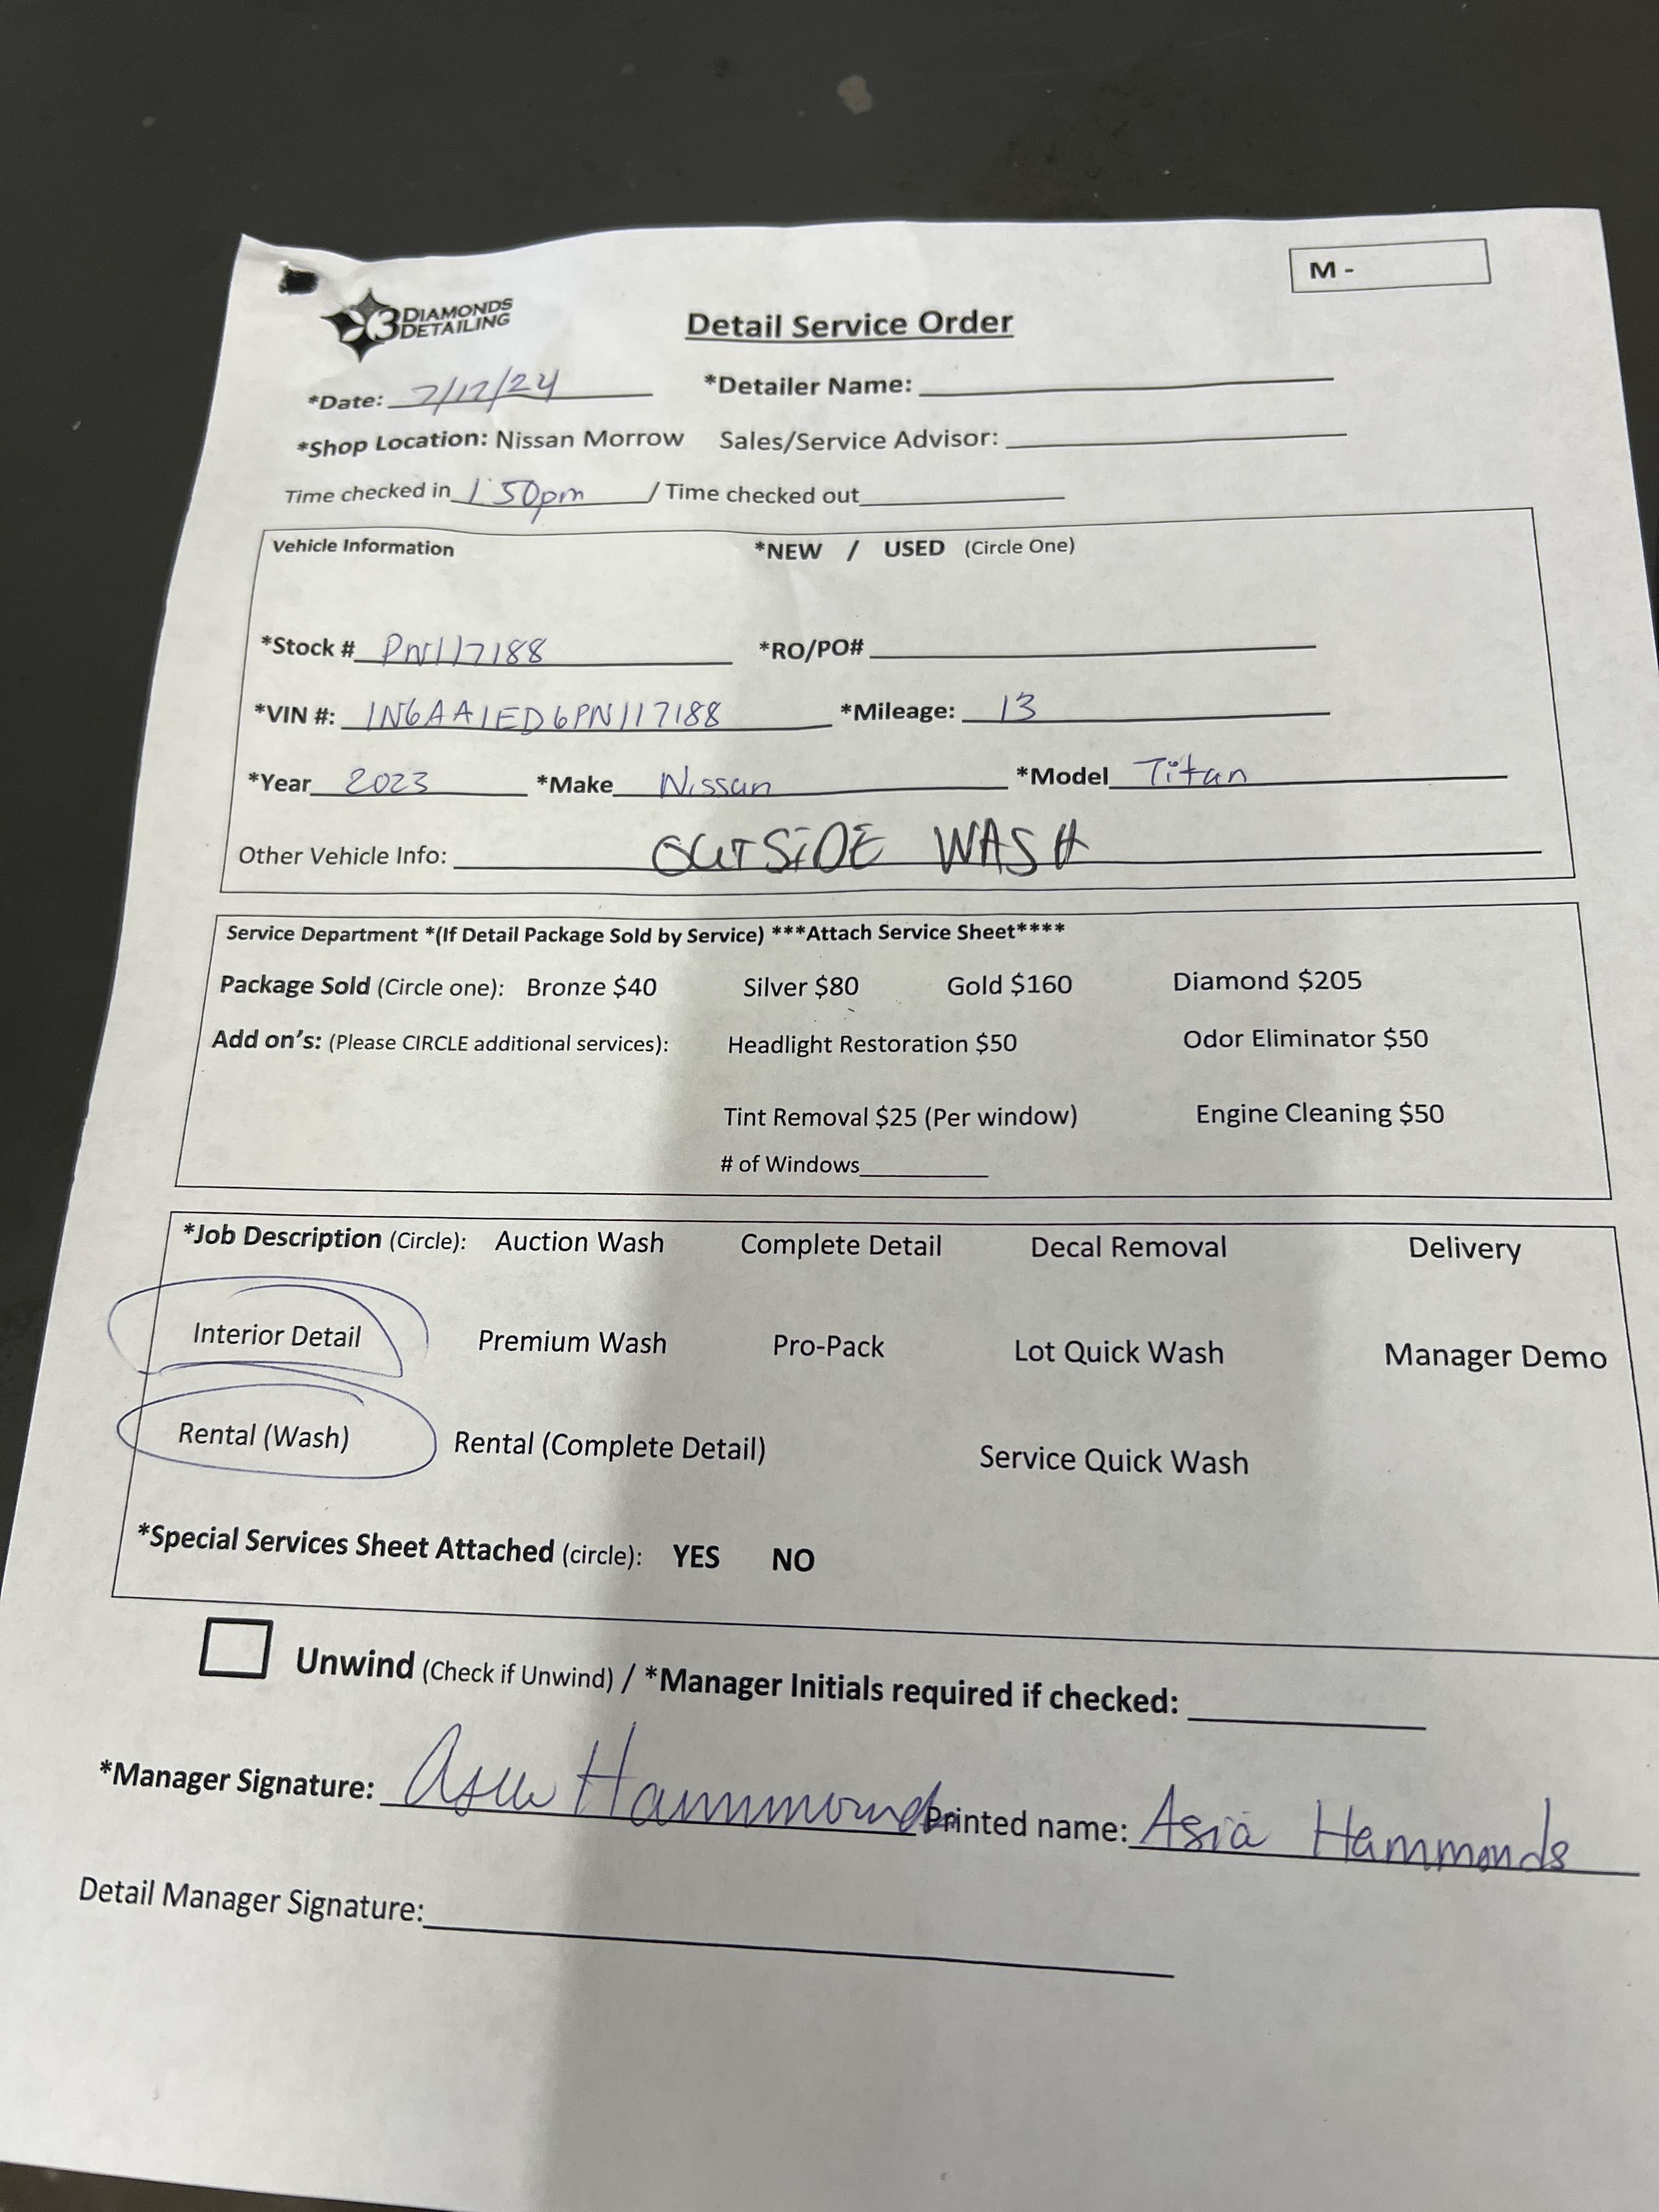 M -
3 DIAMONDS
DETAILING
Detail Service Order
*Date: 7/17/24 *Detailer Name:
*Shop Location: Nissan Morrow Sales/Service Advisor:
Time checked in 1:50pm / Time checked out
Vehicle Information *NEW / USED (Circle One)
*Stock # PN117188 *RO/PO#
*VIN #: 1N6AA1ED6PN117188 *Mileage: 13
*Year 2023 *Make Nissan *Model Titan
Other Vehicle Info: OUTSIDE WASH
Service Department *(If Detail Package Sold by Service) ***Attach Service Sheet****
Package Sold (Circle one): Bronze $40 Silver $80 Gold $160 Diamond $205
Add on's: (Please CIRCLE additional services): Headlight Restoration $50 Odor Eliminator $50
Tint Removal $25 (Per window) Engine Cleaning $50
# of Windows
*Job Description (Circle): Auction Wash Complete Detail Decal Removal Delivery
Interior Detail Premium Wash Pro-Pack Lot Quick Wash Manager Demo
Rental (Wash) Rental (Complete Detail) Service Quick Wash
*Special Services Sheet Attached (circle): YES NO
Unwind (Check if Unwind) / *Manager Initials required if checked:
*Manager Signature: Asia Hammonds Printed name: Asia Hammonds
Detail Manager Signature: